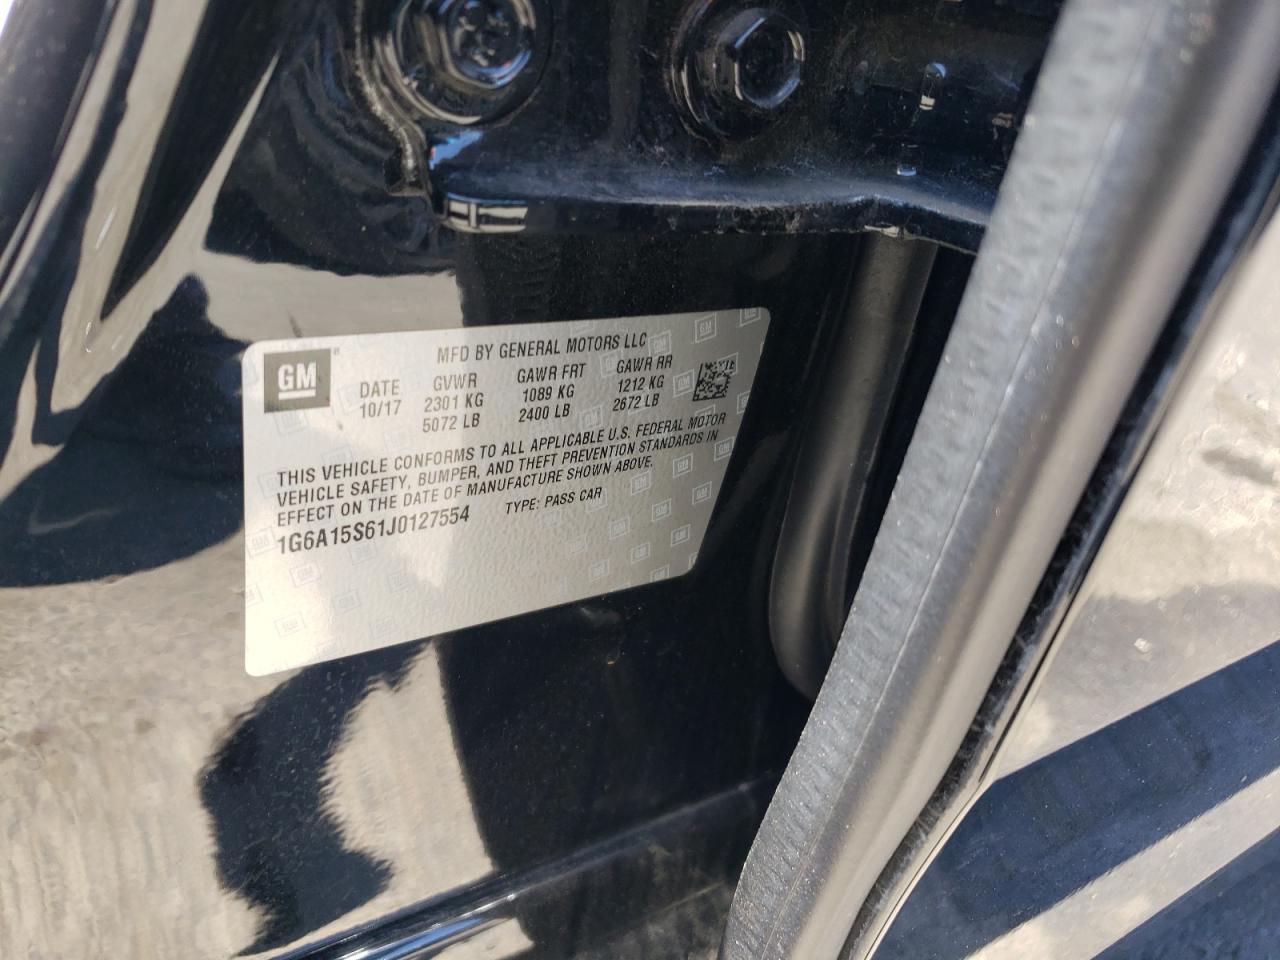 GM
MFD BY GENERAL MOTORS LLC
DATE GVWR GAWR FRT GAWR RR
10/17 2301 KG 1089 KG 1212 KG
5072 LB 2400 LB 2672 LB
THIS VEHICLE CONFORMS TO ALL APPLICABLE U.S. FEDERAL MOTOR
VEHICLE SAFETY, BUMPER, AND THEFT PREVENTION STANDARDS IN
EFFECT ON THE DATE OF MANUFACTURE SHOWN ABOVE.
1G6A15S61J0127554 TYPE: PASS CAR